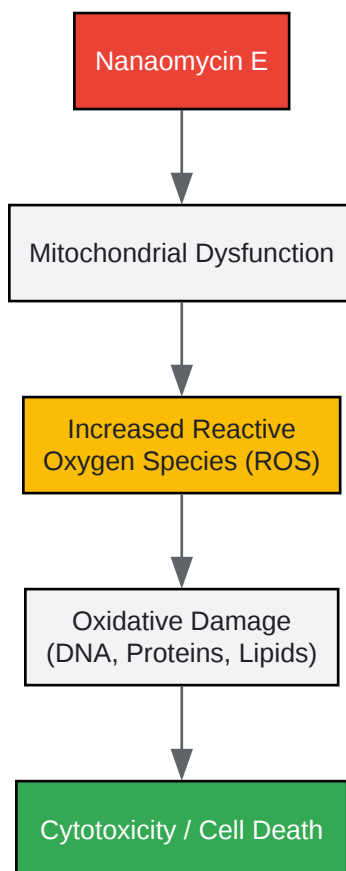 Nanaomycin E
Mitochondrial Dysfunction
Increased Reactive
Oxygen Species (ROS)
Oxidative Damage
(DNA, Proteins, Lipids)
Cytotoxicity / Cell Death